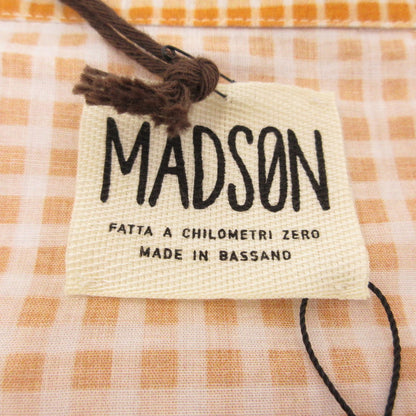 MADSØN
FATTA A CHILOMETRI ZERO
MADE IN BASSANO